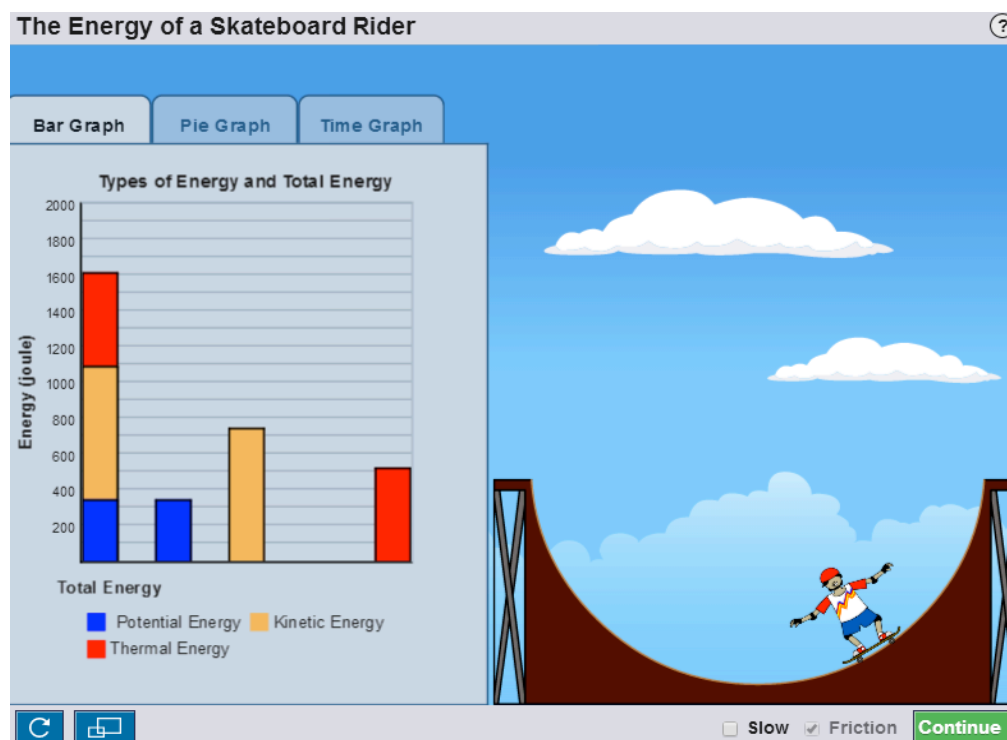 The Energy of a Skateboard Rider
?
Bar Graph Pie Graph Time Graph
Types of Energy and Total Energy
2000
1800
1600
1400
1200
1000
800
600
400
200
Energy (joule)
Total Energy
Potential Energy Kinetic Energy
Thermal Energy
Slow Friction Continue